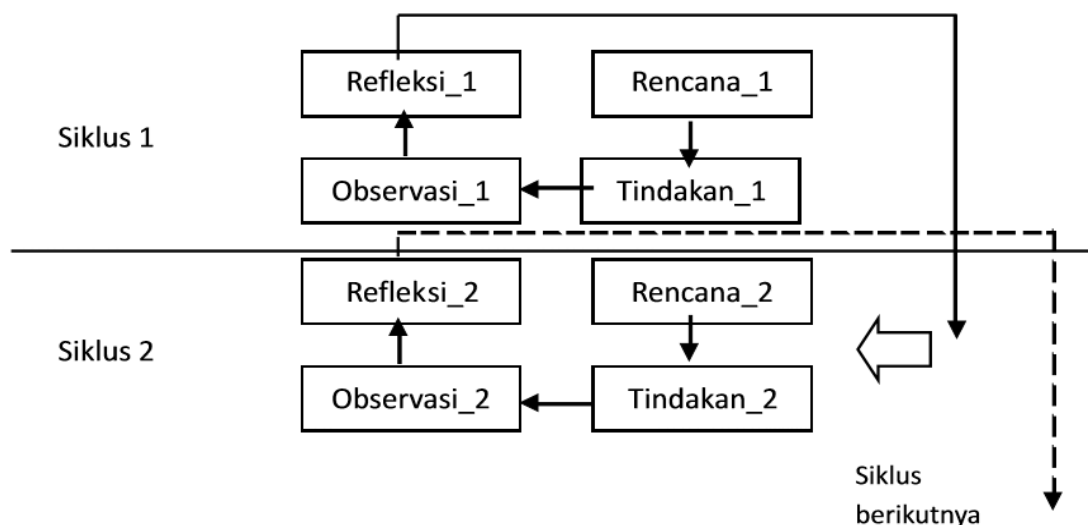 Refleksi_1
Rencana_1
Siklus 1
Observasi_1
Tindakan_1
Refleksi_2
Rencana_2
Siklus 2
Observasi_2
Tindakan_2
Siklus
berikutnya